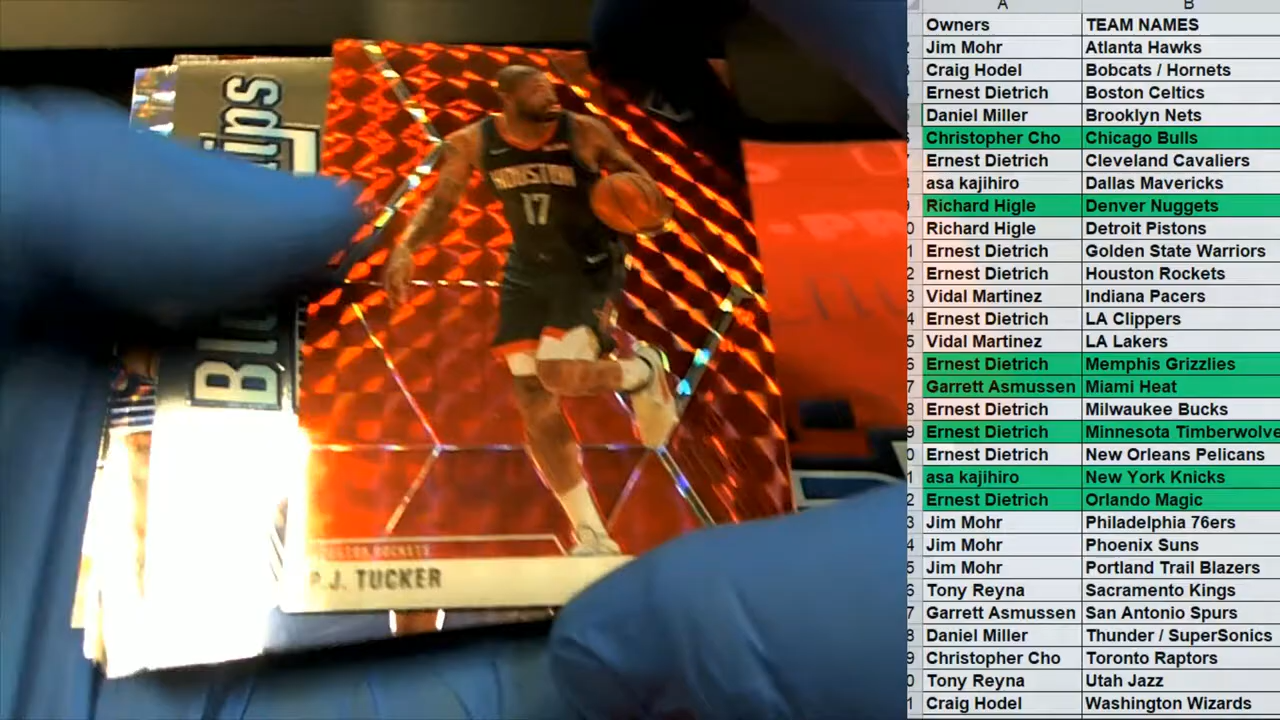 HOUSTON
17
HOUSTON ROCKETS
P.J. TUCKER
A B
Owners TEAM NAMES
Jim Mohr Atlanta Hawks
Craig Hodel Bobcats / Hornets
Ernest Dietrich Boston Celtics
Daniel Miller Brooklyn Nets
Christopher Cho Chicago Bulls
Ernest Dietrich Cleveland Cavaliers
asa kajihiro Dallas Mavericks
Richard Higle Denver Nuggets
Richard Higle Detroit Pistons
Ernest Dietrich Golden State Warriors
Ernest Dietrich Houston Rockets
Vidal Martinez Indiana Pacers
Ernest Dietrich LA Clippers
Vidal Martinez LA Lakers
Ernest Dietrich Memphis Grizzlies
Garrett Asmussen Miami Heat
Ernest Dietrich Milwaukee Bucks
Ernest Dietrich Minnesota Timberwolve
Ernest Dietrich New Orleans Pelicans
asa kajihiro New York Knicks
Ernest Dietrich Orlando Magic
Jim Mohr Philadelphia 76ers
Jim Mohr Phoenix Suns
Jim Mohr Portland Trail Blazers
Tony Reyna Sacramento Kings
Garrett Asmussen San Antonio Spurs
Daniel Miller Thunder / SuperSonics
Christopher Cho Toronto Raptors
Tony Reyna Utah Jazz
Craig Hodel Washington Wizards